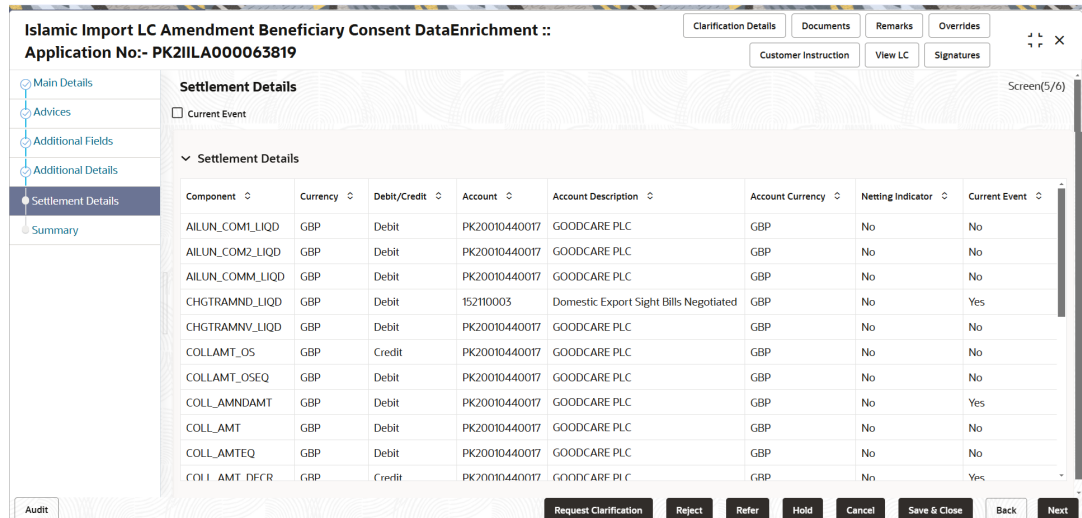 Islamic Import LC Amendment Beneficiary Consent DataEnrichment ::
Application No:- PK2IILA000063819
Clarification Details Documents Remarks Overrides
Customer Instruction View LC Signatures
Main Details
Advices
Additional Fields
Additional Details
Settlement Details
Summary
Settlement Details Screen(5/6)
Current Event
Settlement Details
Component Currency Debit/Credit Account Account Description Account Currency Netting Indicator Current Event
AILUN_COM1_LIQD GBP Debit PK20010440017 GOODCARE PLC GBP No No
AILUN_COM2_LIQD GBP Debit PK20010440017 GOODCARE PLC GBP No No
AILUN_COMM_LIQD GBP Debit PK20010440017 GOODCARE PLC GBP No No
CHGTRAMND_LIQD GBP Debit 152110003 Domestic Export Sight Bills Negotiated GBP No Yes
CHGTRAMNV_LIQD GBP Debit PK20010440017 GOODCARE PLC GBP No No
COLLAMT_OS GBP Credit PK20010440017 GOODCARE PLC GBP No No
COLLAMT_OSEQ GBP Debit PK20010440017 GOODCARE PLC GBP No No
COLL_AMNDAMT GBP Debit PK20010440017 GOODCARE PLC GBP No Yes
COLL_AMT GBP Debit PK20010440017 GOODCARE PLC GBP No No
COLL_AMTEQ GBP Debit PK20010440017 GOODCARE PLC GBP No No
COLL_AMT_DECR GBP Credit PK20010440017 GOODCARE PLC GBP No Yes
Audit Request Clarification Reject Refer Hold Cancel Save & Close Back Next